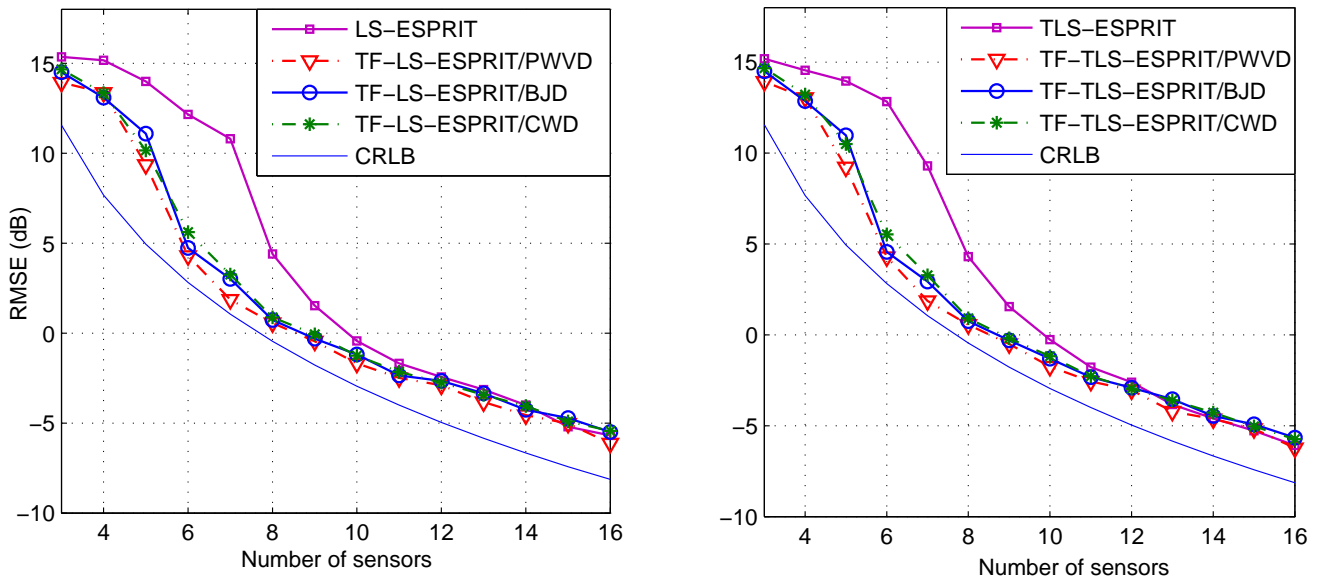 LS−ESPRIT
TF−LS−ESPRIT/PWVD
TF−LS−ESPRIT/BJD
TF−LS−ESPRIT/CWD
CRLB
15
10
5
0
−5
−10
RMSE (dB)
4 6 8 10 12 14 16
Number of sensors
TLS−ESPRIT
TF−TLS−ESPRIT/PWVD
TF−TLS−ESPRIT/BJD
TF−TLS−ESPRIT/CWD
CRLB
15
10
5
0
−5
−10
4 6 8 10 12 14 16
Number of sensors